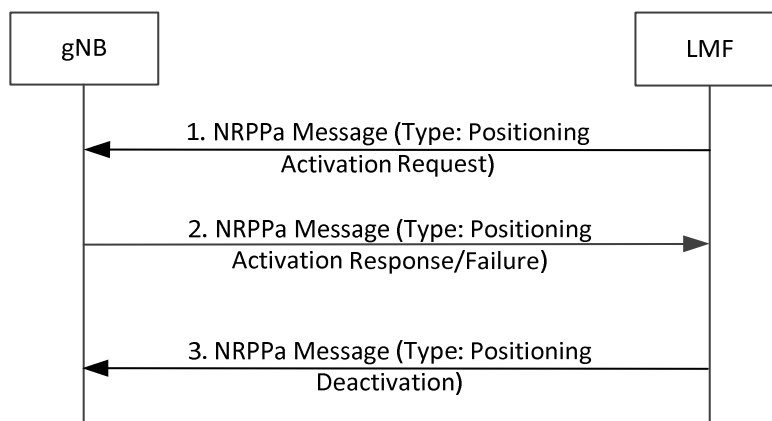 gNB
LMF
1. NRPPa Message (Type: Positioning
Activation Request)
2. NRPPa Message (Type: Positioning
Activation Response/Failure)
3. NRPPa Message (Type: Positioning
Deactivation)